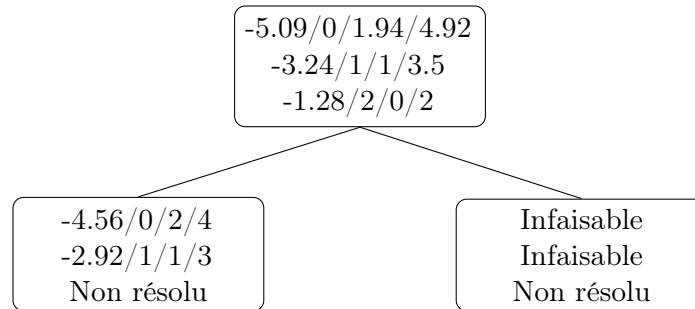 -5.09/0/1.94/4.92
-3.24/1/1/3.5
-1.28/2/0/2
-4.56/0/2/4
-2.92/1/1/3
Non résolu
Infaisable
Infaisable
Non résolu